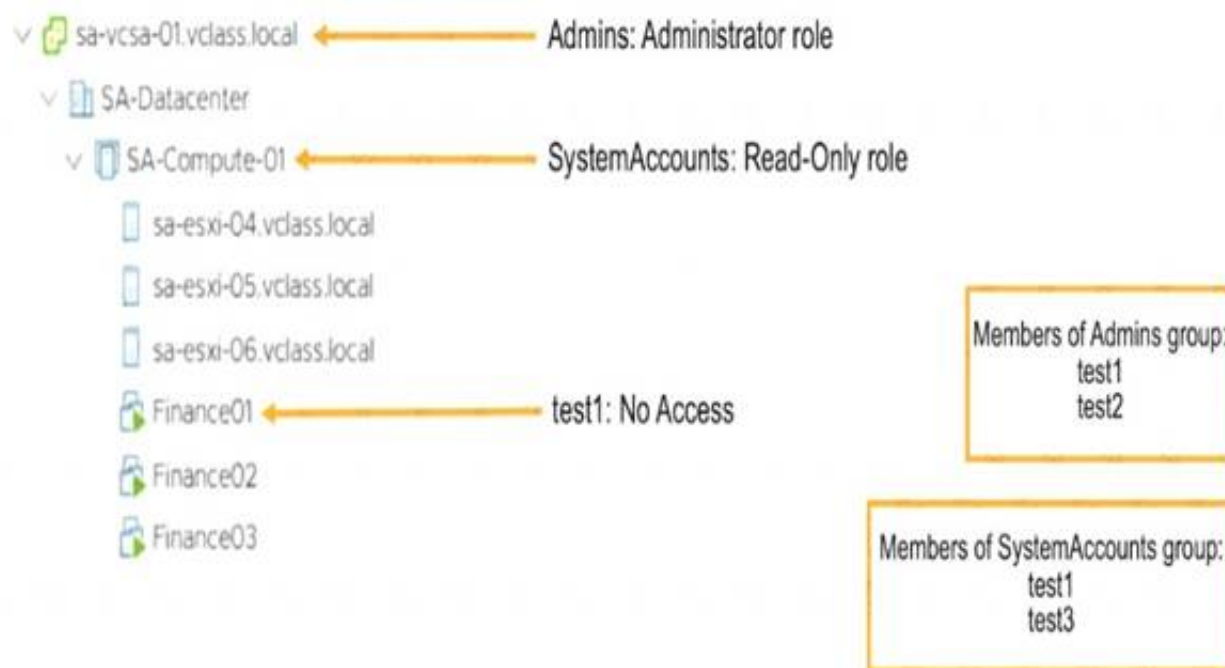 sa-vcsa-01.vclass.local Admins: Administrator role
SA-Datacenter
SA-Compute-01 SystemAccounts: Read-Only role
sa-esxi-04.vclass.local
sa-esxi-05.vclass.local
sa-esxi-06.vclass.local
Finance01 test1: No Access
Finance02
Finance03
Members of Admins group:
test1
test2
Members of SystemAccounts group:
test1
test3